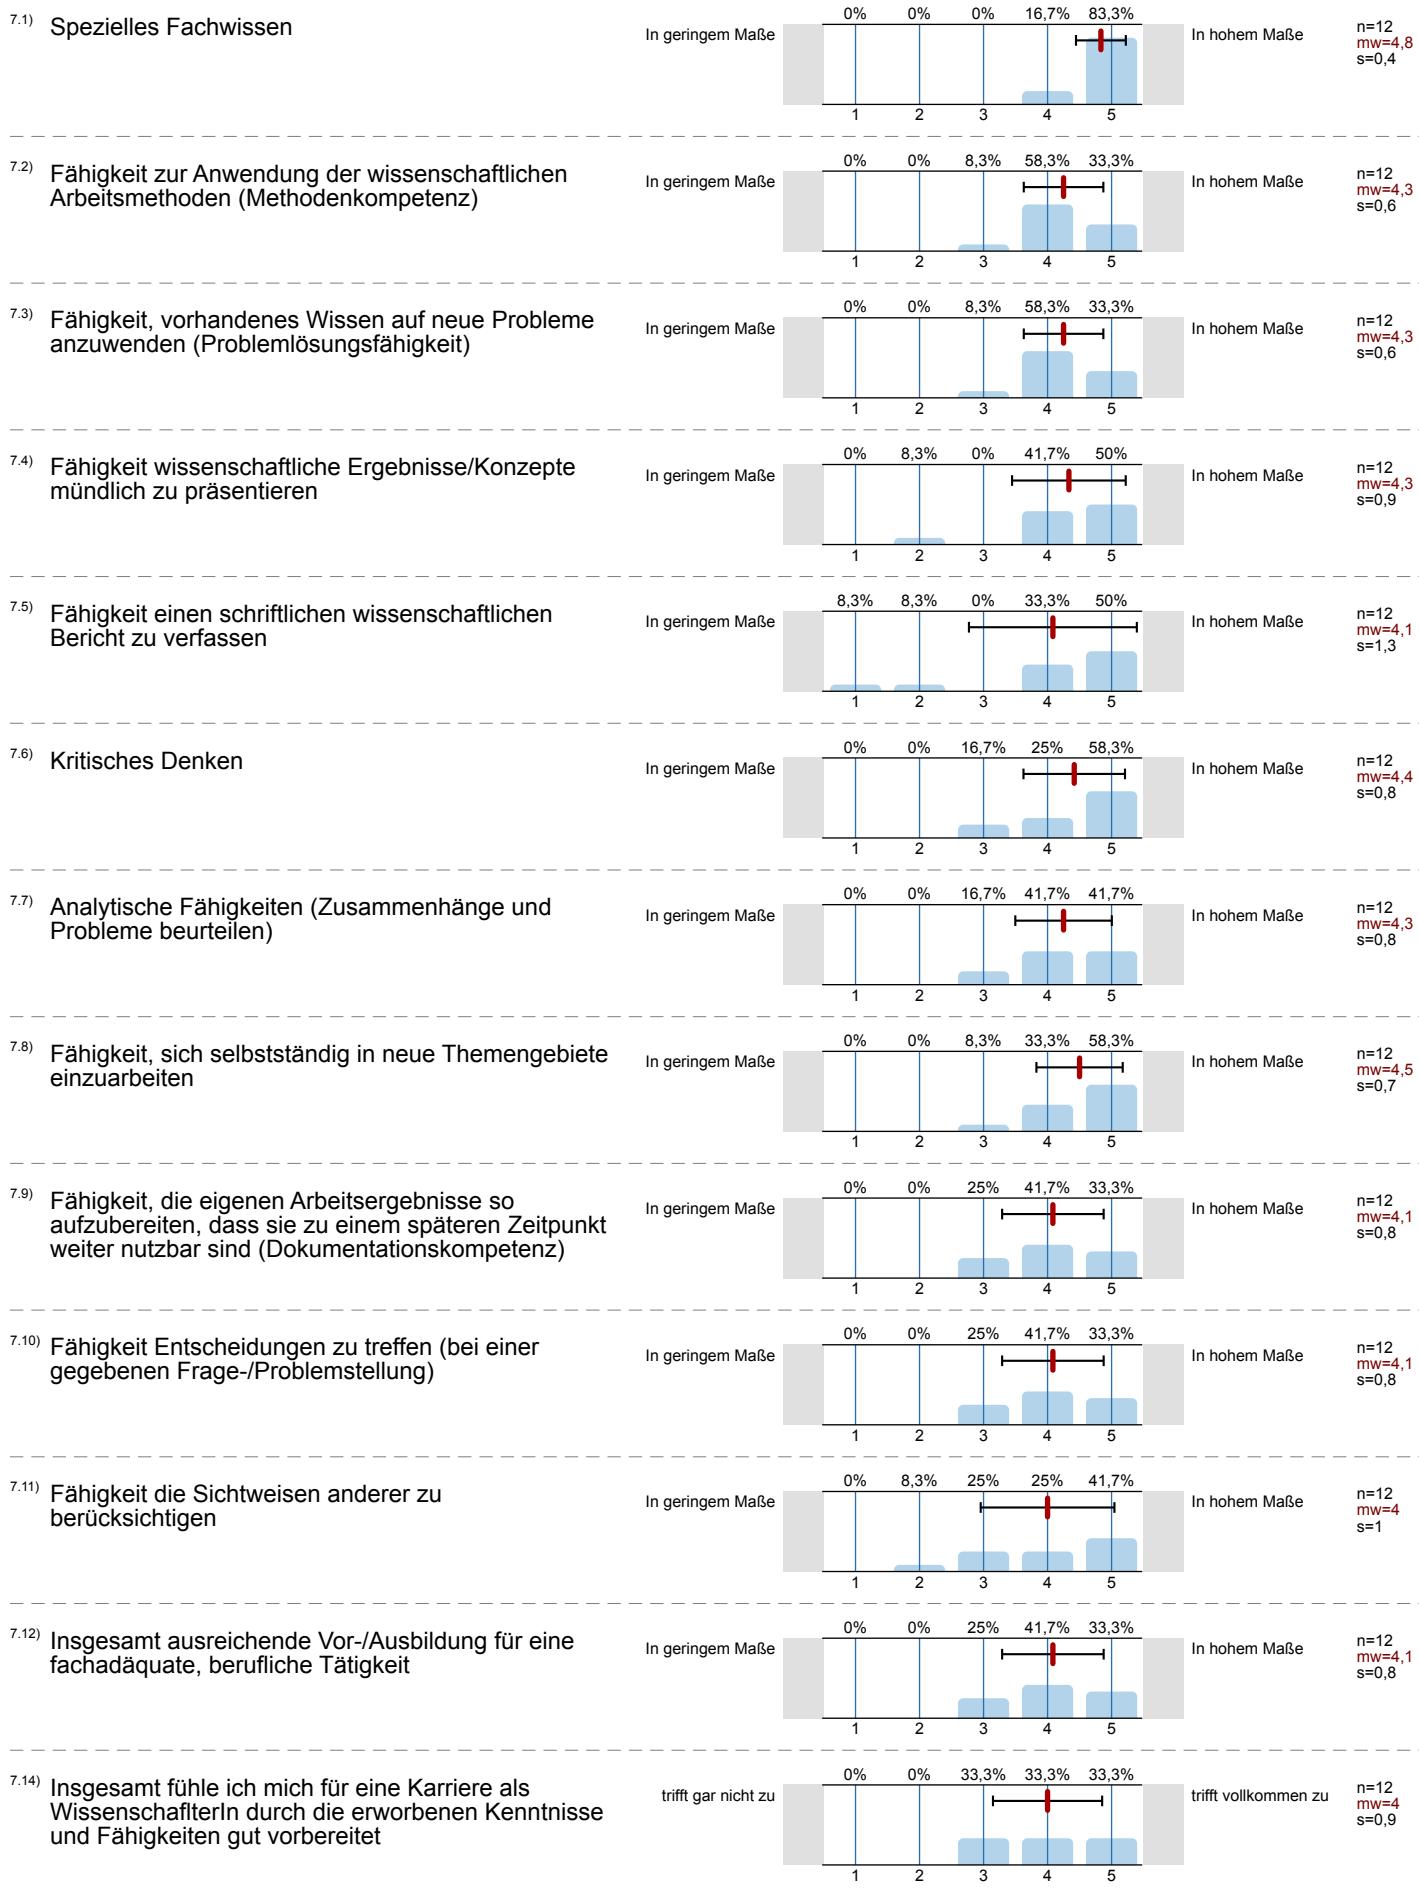 7.1) Spezielles Fachwissen
In geringem Maße
0% 0% 0% 16,7% 83,3%
1 2 3 4 5
In hohem Maße
n=12
mw=4,8
s=0,4
7.2) Fähigkeit zur Anwendung der wissenschaftlichen
Arbeitsmethoden (Methodenkompetenz)
In geringem Maße
0% 0% 8,3% 58,3% 33,3%
1 2 3 4 5
In hohem Maße
n=12
mw=4,3
s=0,6
7.3) Fähigkeit, vorhandenes Wissen auf neue Probleme
anzuwenden (Problemlösungsfähigkeit)
In geringem Maße
0% 0% 8,3% 58,3% 33,3%
1 2 3 4 5
In hohem Maße
n=12
mw=4,3
s=0,6
7.4) Fähigkeit wissenschaftliche Ergebnisse/Konzepte
mündlich zu präsentieren
In geringem Maße
0% 8,3% 0% 41,7% 50%
1 2 3 4 5
In hohem Maße
n=12
mw=4,3
s=0,9
7.5) Fähigkeit einen schriftlichen wissenschaftlichen
Bericht zu verfassen
In geringem Maße
8,3% 8,3% 0% 33,3% 50%
1 2 3 4 5
In hohem Maße
n=12
mw=4,1
s=1,3
7.6) Kritisches Denken
In geringem Maße
0% 0% 16,7% 25% 58,3%
1 2 3 4 5
In hohem Maße
n=12
mw=4,4
s=0,8
7.7) Analytische Fähigkeiten (Zusammenhänge und
Probleme beurteilen)
In geringem Maße
0% 0% 16,7% 41,7% 41,7%
1 2 3 4 5
In hohem Maße
n=12
mw=4,3
s=0,8
7.8) Fähigkeit, sich selbstständig in neue Themengebiete
einzuarbeiten
In geringem Maße
0% 0% 8,3% 33,3% 58,3%
1 2 3 4 5
In hohem Maße
n=12
mw=4,5
s=0,7
7.9) Fähigkeit, die eigenen Arbeitsergebnisse so
aufzubereiten, dass sie zu einem späteren Zeitpunkt
weiter nutzbar sind (Dokumentationskompetenz)
In geringem Maße
0% 0% 25% 41,7% 33,3%
1 2 3 4 5
In hohem Maße
n=12
mw=4,1
s=0,8
7.10) Fähigkeit Entscheidungen zu treffen (bei einer
gegebenen Frage-/Problemstellung)
In geringem Maße
0% 0% 25% 41,7% 33,3%
1 2 3 4 5
In hohem Maße
n=12
mw=4,1
s=0,8
7.11) Fähigkeit die Sichtweisen anderer zu
berücksichtigen
In geringem Maße
0% 8,3% 25% 25% 41,7%
1 2 3 4 5
In hohem Maße
n=12
mw=4
s=1
7.12) Insgesamt ausreichende Vor-/Ausbildung für eine
fachadäquate, berufliche Tätigkeit
In geringem Maße
0% 0% 25% 41,7% 33,3%
1 2 3 4 5
In hohem Maße
n=12
mw=4,1
s=0,8
7.14) Insgesamt fühle ich mich für eine Karriere als
WissenschaflterIn durch die erworbenen Kenntnisse
und Fähigkeiten gut vorbereitet
trifft gar nicht zu
0% 0% 33,3% 33,3% 33,3%
1 2 3 4 5
trifft vollkommen zu
n=12
mw=4
s=0,9